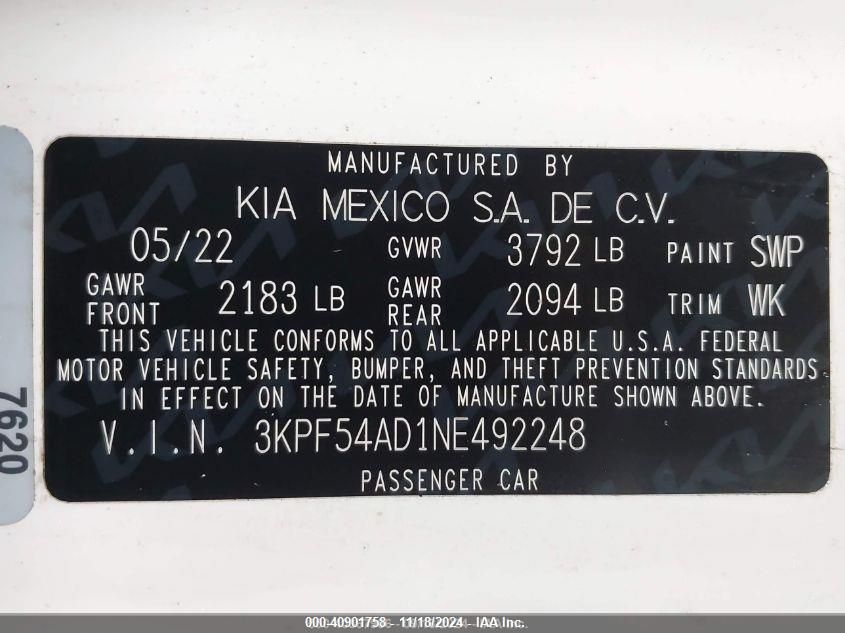 MANUFACTURED BY
KIA MEXICO S.A. DE C.V.
05/22 GVWR 3792 LB PAINT SWP
GAWR FRONT 2183 LB GAWR REAR 2094 LB TRIM WK
THIS VEHICLE CONFORMS TO ALL APPLICABLE U.S.A. FEDERAL
MOTOR VEHICLE SAFETY, BUMPER, AND THEFT PREVENTION STANDARDS
IN EFFECT ON THE DATE OF MANUFACTURE SHOWN ABOVE.
V.I.N. 3KPF54AD1NE492248
PASSENGER CAR
7620
000-40901758 - 11/18/2024 - IAA Inc.